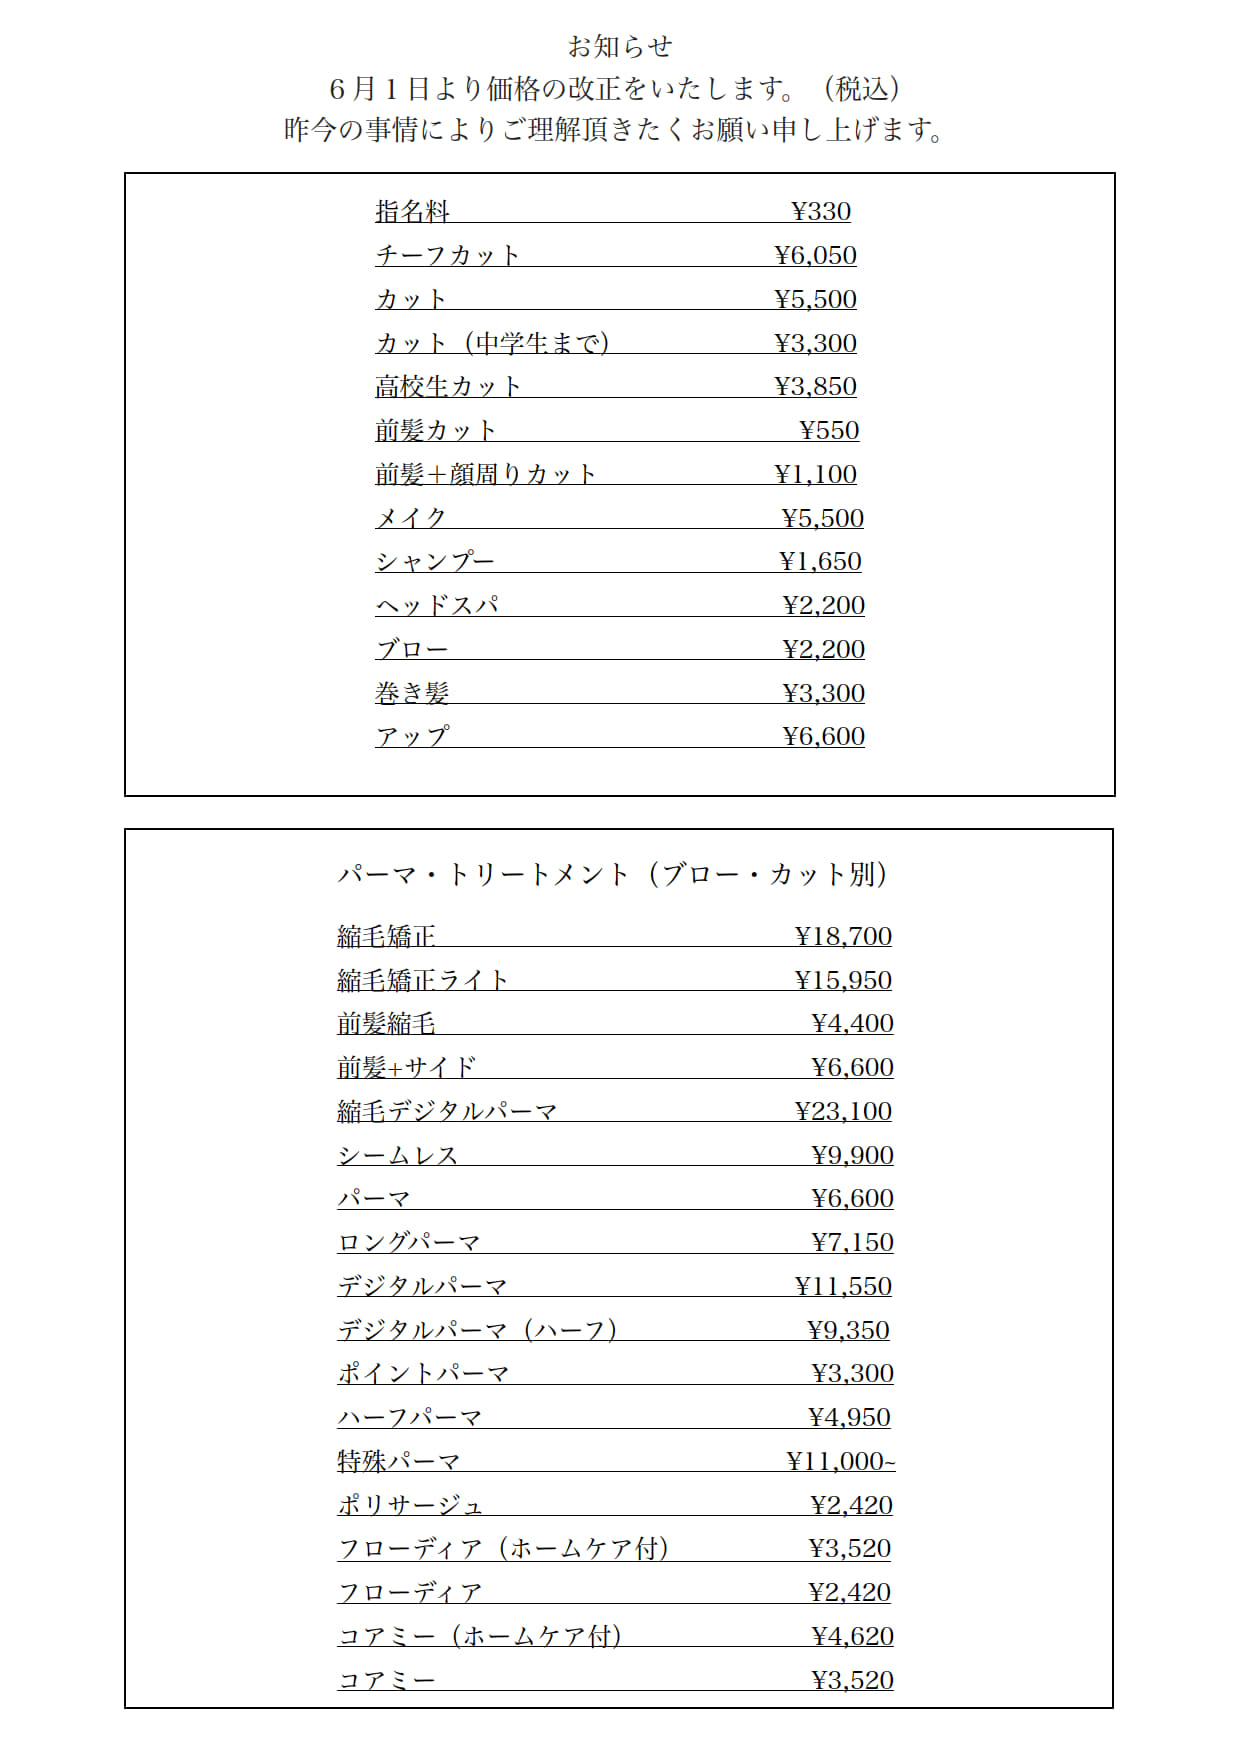 お知らせ
６月１日より価格の改正をいたします。（税込）
昨今の事情によりご理解頂きたくお願い申し上げます。
指名料 ¥330
チーフカット ¥6,050
カット ¥5,500
カット（中学生まで） ¥3,300
高校生カット ¥3,850
前髪カット ¥550
前髪＋顔周りカット ¥1,100
メイク ¥5,500
シャンプー ¥1,650
ヘッドスパ ¥2,200
ブロー ¥2,200
巻き髪 ¥3,300
アップ ¥6,600
パーマ・トリートメント（ブロー・カット別）
縮毛矯正 ¥18,700
縮毛矯正ライト ¥15,950
前髪縮毛 ¥4,400
前髪+サイド ¥6,600
縮毛デジタルパーマ ¥23,100
シームレス ¥9,900
パーマ ¥6,600
ロングパーマ ¥7,150
デジタルパーマ ¥11,550
デジタルパーマ（ハーフ） ¥9,350
ポイントパーマ ¥3,300
ハーフパーマ ¥4,950
特殊パーマ ¥11,000~
ポリサージュ ¥2,420
フローディア（ホームケア付） ¥3,520
フローディア ¥2,420
コアミー（ホームケア付） ¥4,620
コアミー ¥3,520